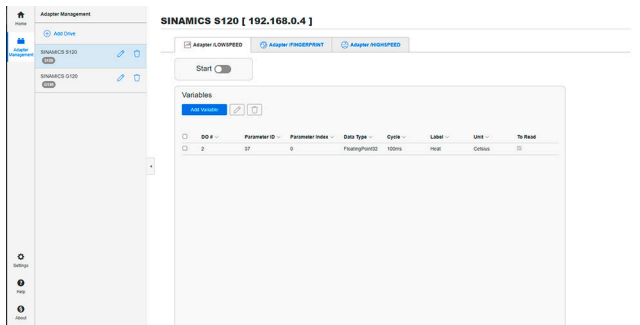 Home
Adapter Management
Settings
Help
About
Adapter Management
Add Drive
SINAMICS S120
S120
SINAMICS G120
G120
SINAMICS S120 [ 192.168.0.4 ]
Adapter /LOWSPEED
Adapter /FINGERPRINT
Adapter /HIGHSPEED
Start
Variables
Add Variable
DO # Parameter ID Parameter Index Data Type Cycle Label Unit To Read
2 37 0 FloatingPoint32 100ms Heat Celsius